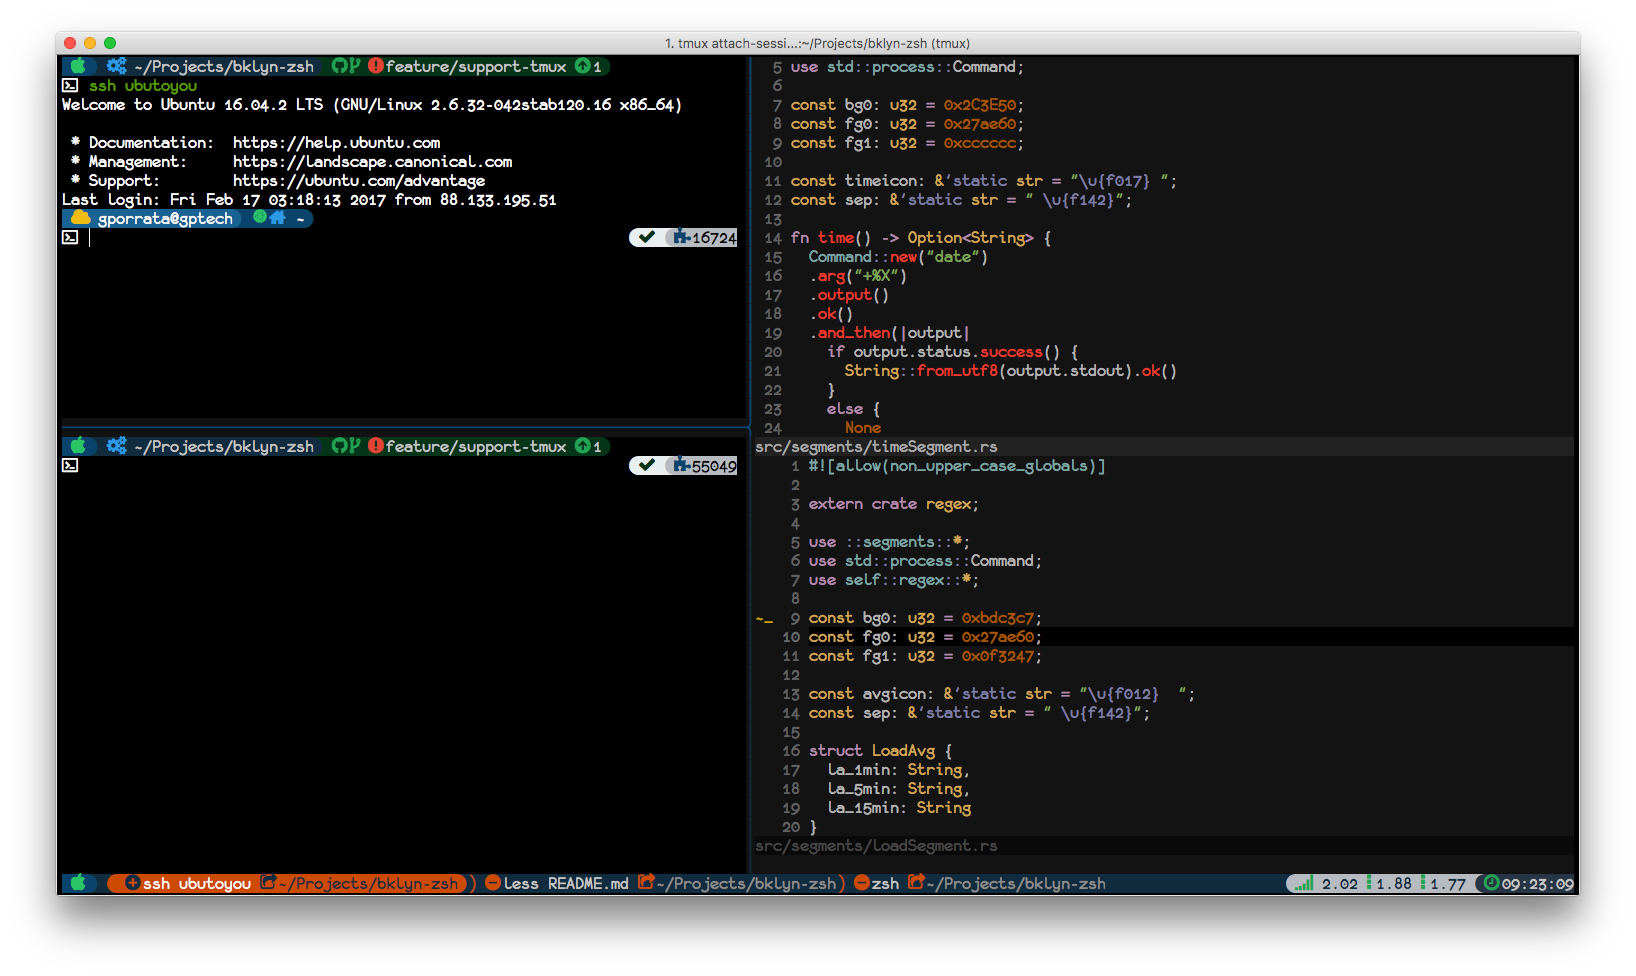 1. tmux attach-sessi...:~/Projects/bklyn-zsh (tmux)
~/Projects/bklyn-zsh feature/support-tmux 1
ssh ubutoyou
Welcome to Ubuntu 16.04.2 LTS (GNU/Linux 2.6.32-042stab120.16 x86_64)
* Documentation:  https://help.ubuntu.com
* Management:     https://landscape.canonical.com
* Support:        https://ubuntu.com/advantage
Last login: Fri Feb 17 03:18:13 2017 from 88.133.195.51
gporrata@gptech ~
16724
~/Projects/bklyn-zsh feature/support-tmux 1
55049
5 use std::process::Command;
6
7 const bg0: u32 = 0x2C3E50;
8 const fg0: u32 = 0x27ae60;
9 const fg1: u32 = 0xcccccc;
10
11 const timeicon: &'static str = "\u{f017} ";
12 const sep: &'static str = " \u{f142}";
13
14 fn time() -> Option<String> {
15   Command::new("date")
16   .arg("+%X")
17   .output()
18   .ok()
19   .and_then(|output|
20     if output.status.success() {
21       String::from_utf8(output.stdout).ok()
22     }
23     else {
24       None
src/segments/timeSegment.rs
1 #![allow(non_upper_case_globals)]
2
3 extern crate regex;
4
5 use ::segments::*;
6 use std::process::Command;
7 use self::regex::*;
8
~_ 9 const bg0: u32 = 0xbdc3c7;
10 const fg0: u32 = 0x27ae60;
11 const fg1: u32 = 0x0f3247;
12
13 const avgicon: &'static str = "\u{f012}  ";
14 const sep: &'static str = " \u{f142}";
15
16 struct LoadAvg {
17   la_1min: String,
18   la_5min: String,
19   la_15min: String
20 }
src/segments/loadSegment.rs
ssh ubutoyou ~/Projects/bklyn-zsh ) less README.md ~/Projects/bklyn-zsh) zsh ~/Projects/bklyn-zsh 2.02 1.88 1.77 09:23:09